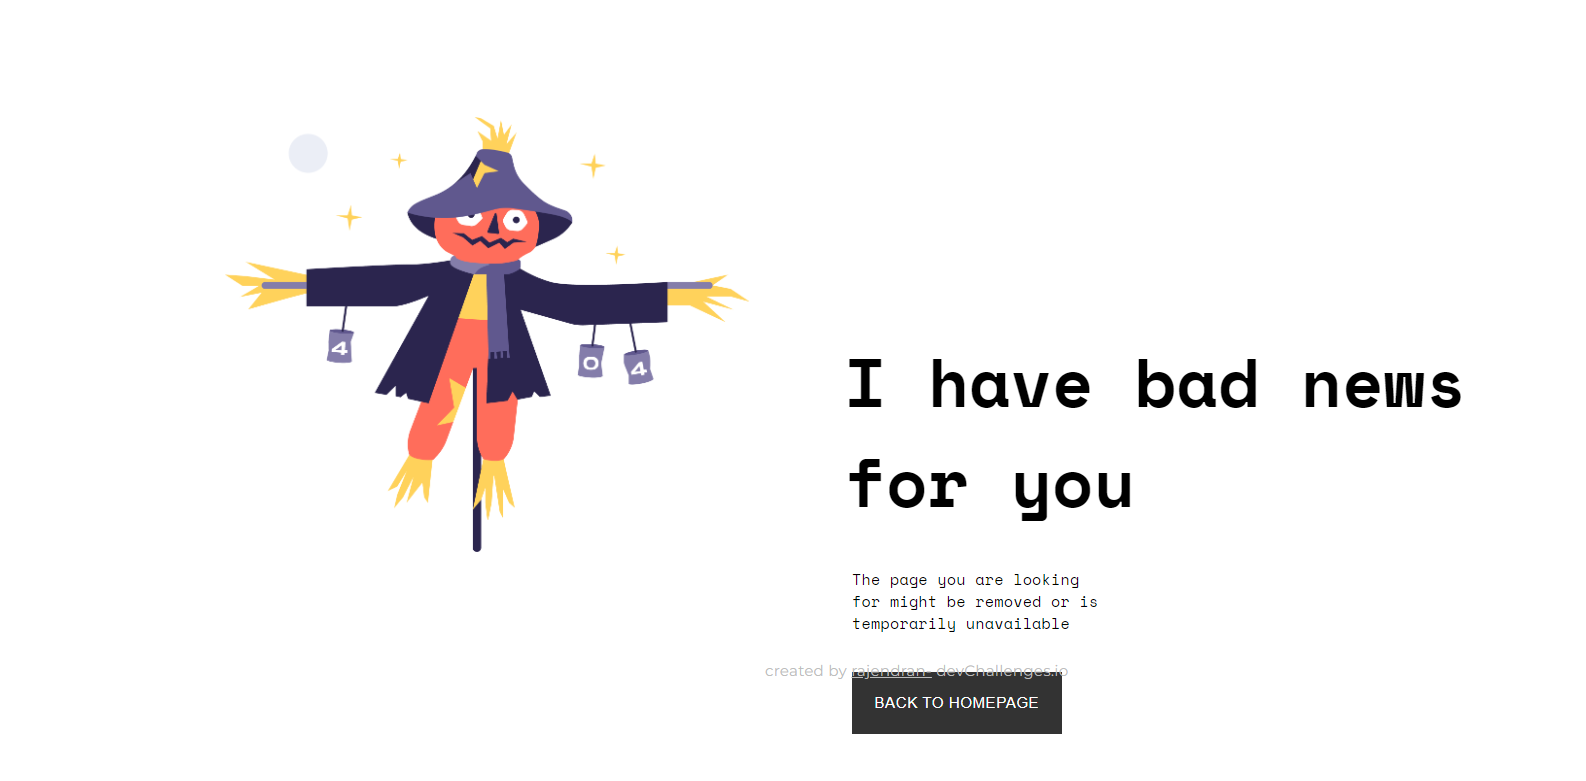 4
0
4
I have bad news
for you
The page you are looking
for might be removed or is
temporarily unavailable
created by rajendran- devChallenges.io
BACK TO HOMEPAGE